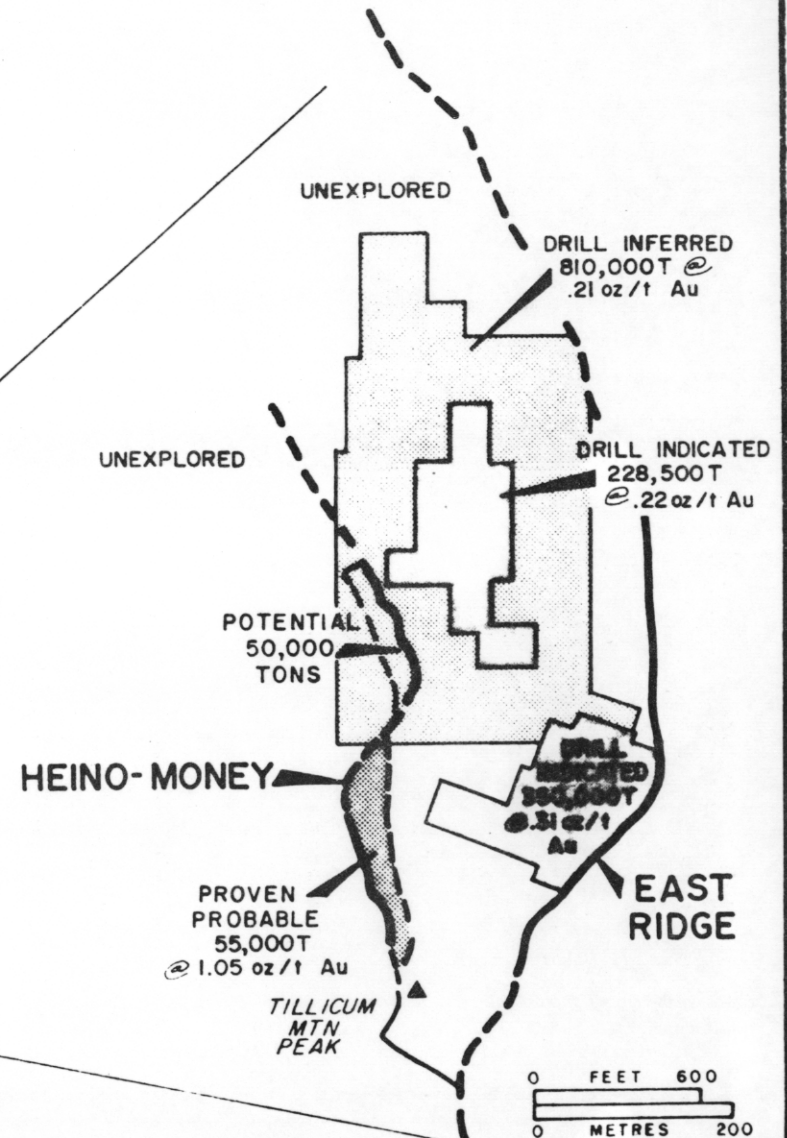 UNEXPLORED
DRILL INFERRED
810,000T @
.21 oz/t Au
UNEXPLORED
DRILL INDICATED
228,500T
@ .22 oz/t Au
POTENTIAL
50,000
TONS
HEINO-MONEY
DRILL
INDICATED
@ .31 oz/t
Au
EAST
RIDGE
PROVEN
PROBABLE
55,000T
@ 1.05 oz/t Au
TILLICUM
MTN
PEAK
0 FEET 600
0 METRES 200